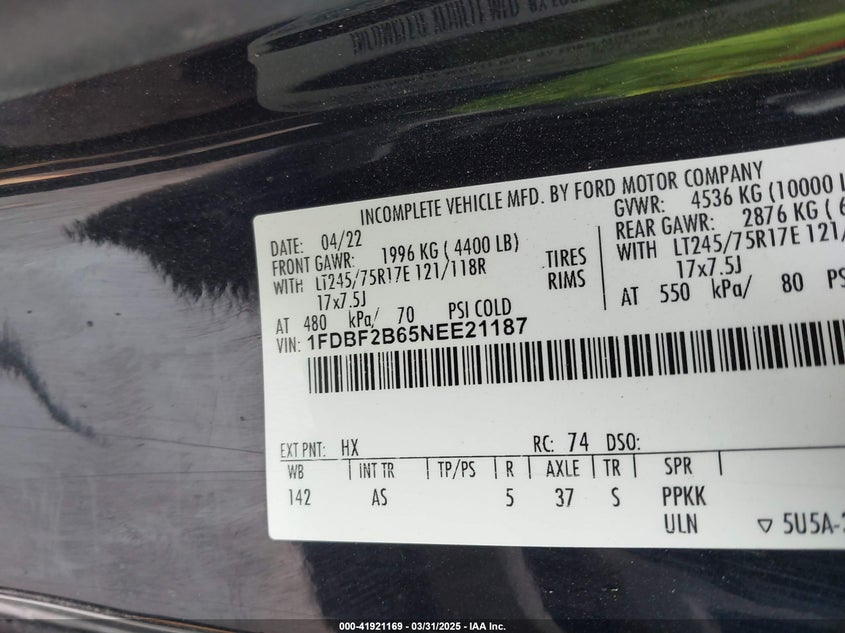 INCOMPLETE VEHICLE MFD. BY FORD MOTOR COMPANY
DATE: 04/22 GVWR: 4536 KG (10000 L
FRONT GAWR: 1996 KG ( 4400 LB) REAR GAWR: 2876 KG ( 6
WITH LT245/75R17E 121/118R TIRES WITH LT245/75R17E 121/
17x7.5J RIMS 17x7.5J
AT 480 kPa/ 70 PSI COLD AT 550 kPa/ 80 PS
VIN: 1FDBF2B65NEE21187
EXT PNT: HX RC: 74 DSO:
WB INT TR TP/PS R AXLE TR SPR
142 AS 5 37 S PPKK
ULN 5U5A-
000-41921169 - 03/31/2025 - IAA Inc.